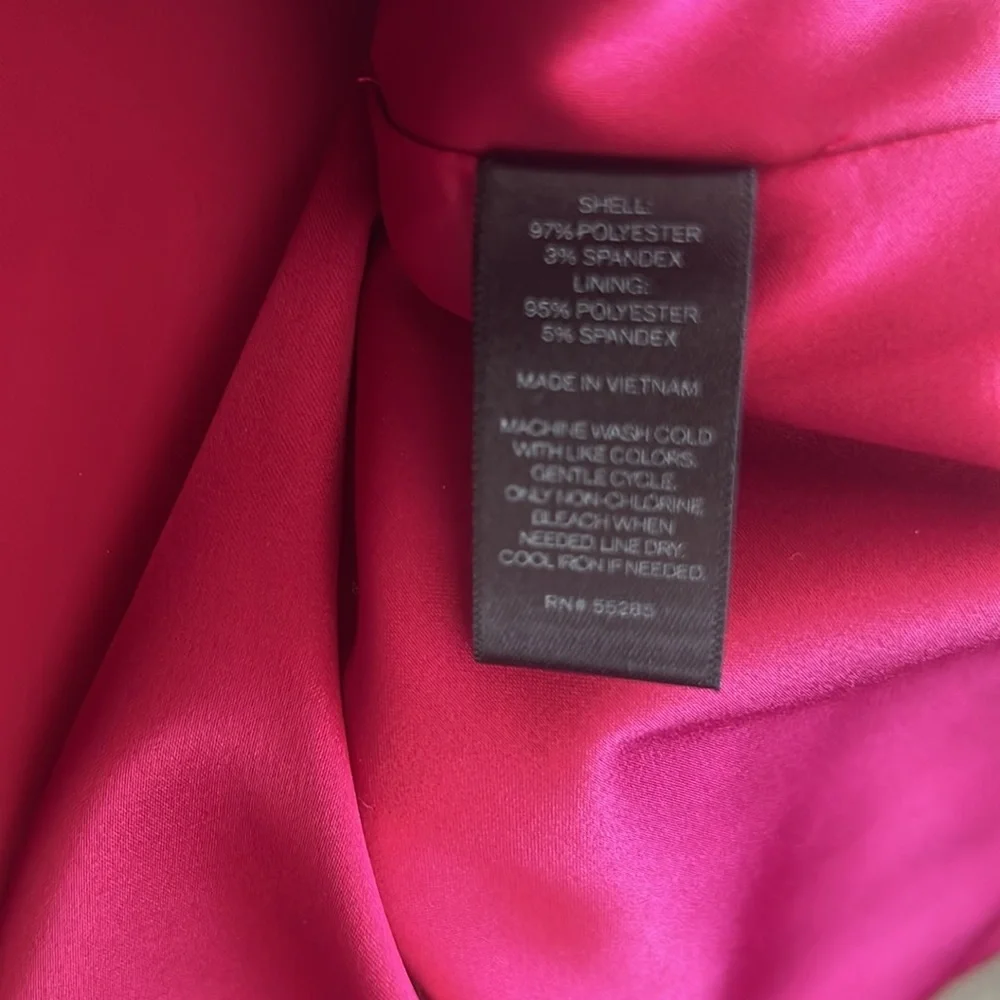 SHELL:
97% POLYESTER
3% SPANDEX
LINING:
95% POLYESTER
5% SPANDEX
MADE IN VIETNAM
MACHINE WASH COLD
WITH LIKE COLORS.
GENTLE CYCLE.
ONLY NON-CHLORINE
BLEACH WHEN
NEEDED. LINE DRY.
COOL IRON IF NEEDED.
RN# 55285